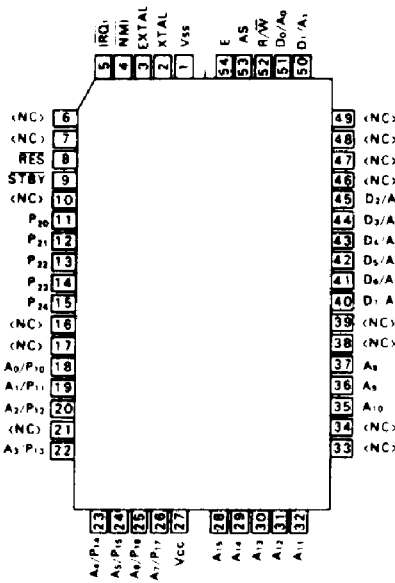 IRQ₁ NMI EXTAL XTAL Vss E AS R/W D₀/A₀ D₁/A₁
5 4 3 2 1 54 53 52 51 50
<NC> 6
<NC> 7
RES 8
STBY 9
<NC> 10
P₂₀ 11
P₂₁ 12
P₂₂ 13
P₂₃ 14
P₂₄ 15
<NC> 16
<NC> 17
A₀/P₁₀ 18
A₁/P₁₁ 19
A₂/P₁₂ 20
<NC> 21
A₃/P₁₃ 22
49 <NC>
48 <NC>
47 <NC>
46 <NC>
45 D₂/A
44 D₃/A
43 D₄/A
42 D₅/A
41 D₆/A
40 D₇ A
39 <NC>
38 <NC>
37 A₈
36 A₉
35 A₁₀
34 <NC>
33 <NC>
23 24 25 26 27 28 29 30 31 32
A₄/P₁₄ A₅/P₁₅ A₆/P₁₆ A₇/P₁₇ Vcc A₁₅ A₁₄ A₁₃ A₁₂ A₁₁